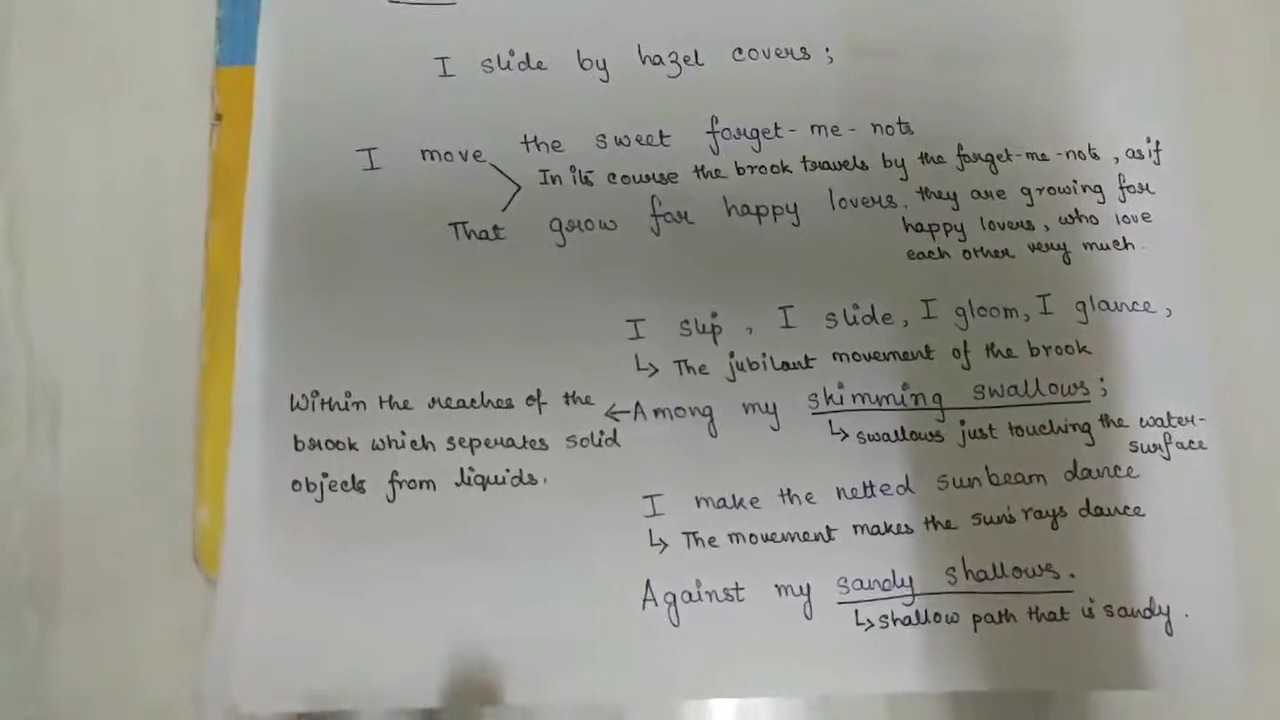 I slide by hazel covers;
I move the sweet forget-me-nots
In its course the brook travels by the forget-me-nots, as if
That grow for happy lovers. they are growing for
happy lovers, who love
each other very much.
I slip, I slide, I gloom, I glance,
↳ The jubilant movement of the brook
Within the reaches of the
brook which seperates solid
objects from liquids.
← Among my skimming swallows;
↳ swallows just touching the water-
surface
I make the netted sunbeam dance
↳ The movement makes the sun's rays dance
Against my sandy shallows.
↳ shallow path that is sandy.